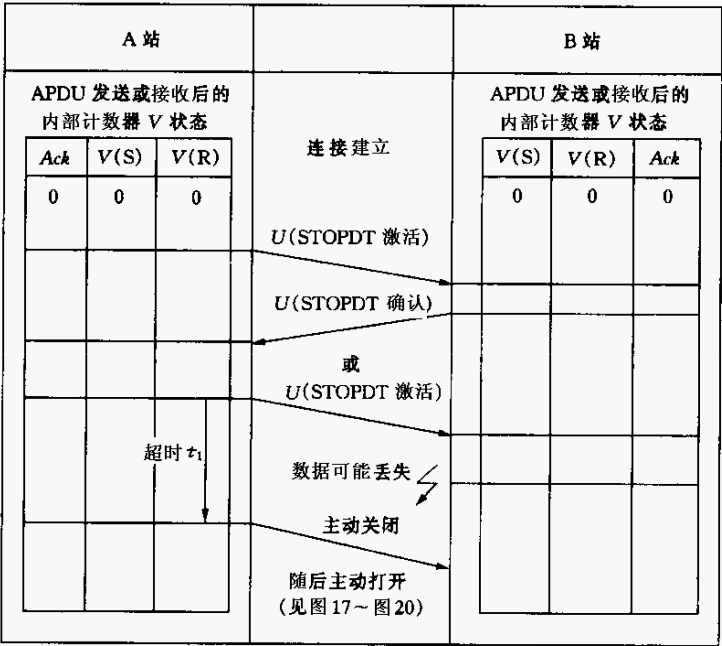 A 站
B 站
APDU 发送或接收后的
内部计数器 V 状态
Ack V(S) V(R)
0 0 0
连接建立
APDU 发送或接收后的
内部计数器 V 状态
V(S) V(R) Ack
0 0 0
U(STOPDT 激活)
U(STOPDT 确认)
或
U(STOPDT 激活)
超时 t₁
数据可能丢失
主动关闭
随后主动打开
(见图17~图20)